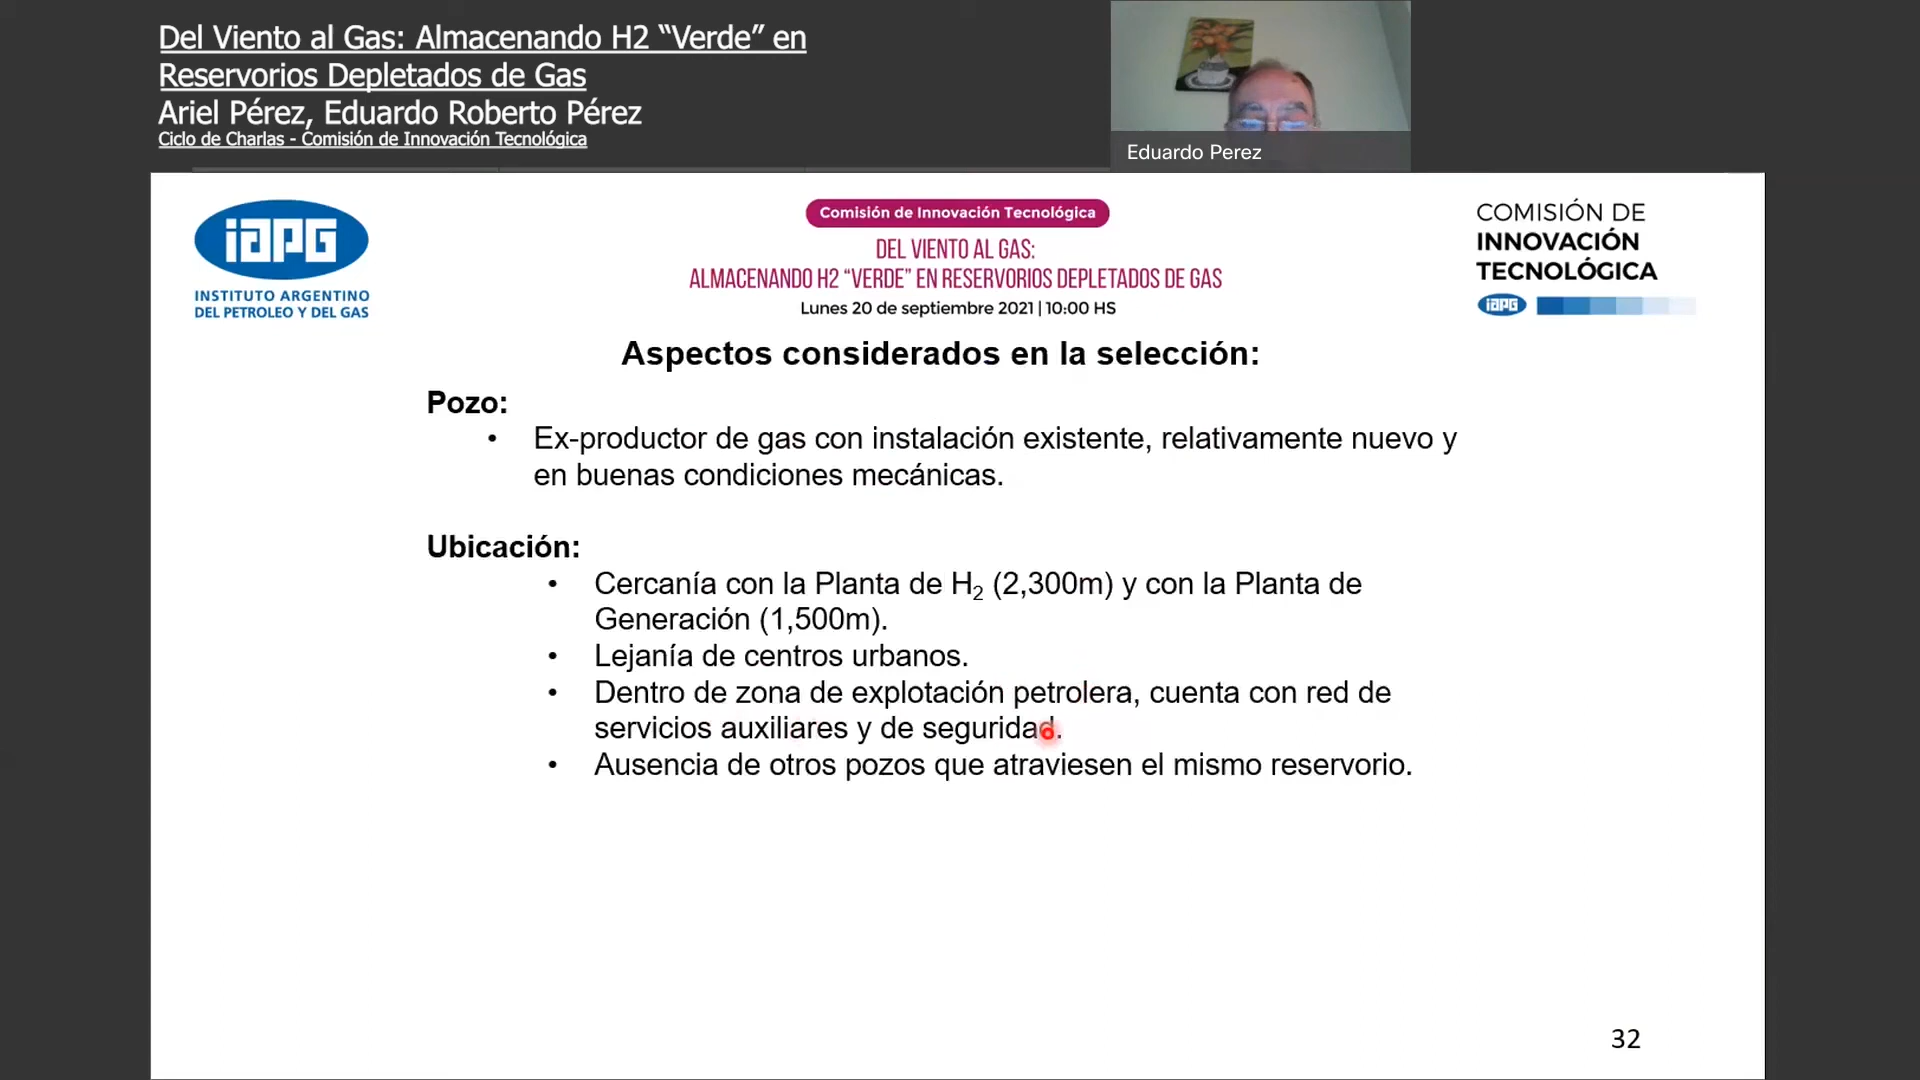 Del Viento al Gas: Almacenando H2 “Verde” en
Reservorios Depletados de Gas
Ariel Pérez, Eduardo Roberto Pérez
Ciclo de Charlas - Comisión de Innovación Tecnológica
Eduardo Perez
iapg
INSTITUTO ARGENTINO
DEL PETROLEO Y DEL GAS
Comisión de Innovación Tecnológica
DEL VIENTO AL GAS:
ALMACENANDO H2 “VERDE” EN RESERVORIOS DEPLETADOS DE GAS
Lunes 20 de septiembre 2021 | 10:00 HS
COMISIÓN DE
INNOVACIÓN
TECNOLÓGICA
iapg
Aspectos considerados en la selección:
Pozo:
• Ex-productor de gas con instalación existente, relativamente nuevo y
en buenas condiciones mecánicas.
Ubicación:
• Cercanía con la Planta de H2 (2,300m) y con la Planta de
Generación (1,500m).
• Lejanía de centros urbanos.
• Dentro de zona de explotación petrolera, cuenta con red de
servicios auxiliares y de seguridad.
• Ausencia de otros pozos que atraviesen el mismo reservorio.
32